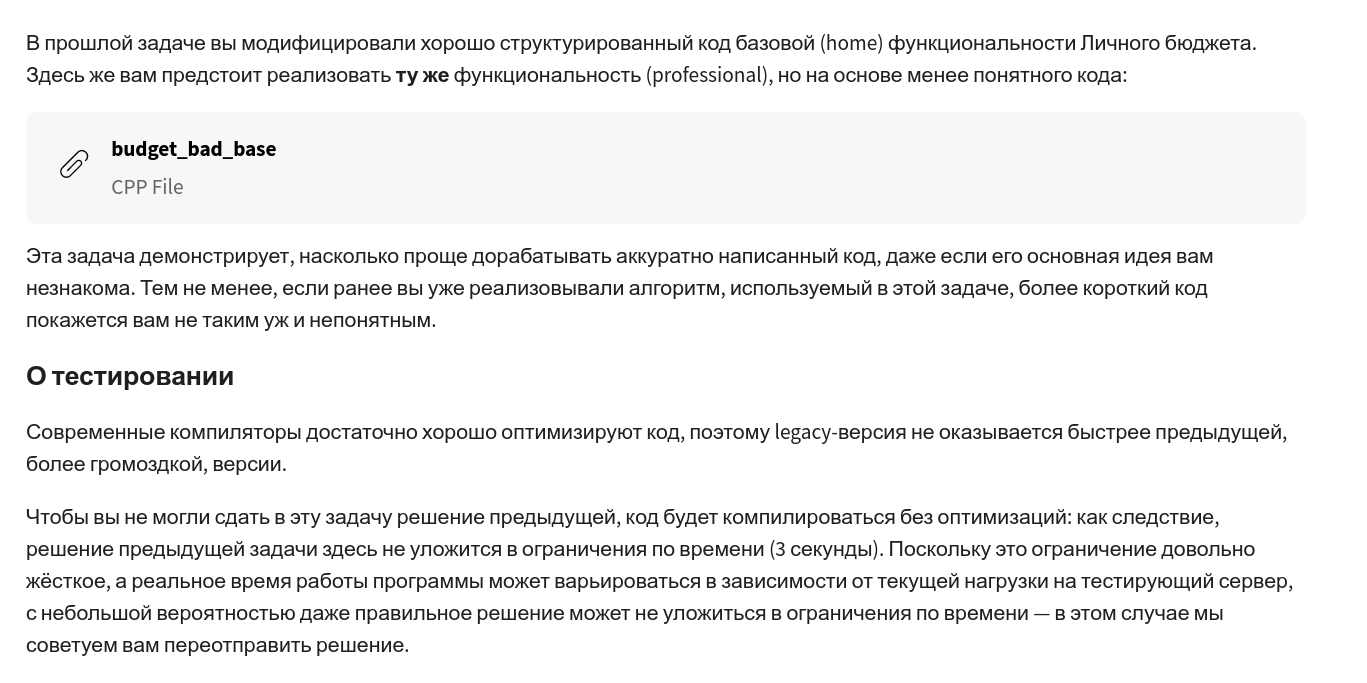 В прошлой задаче вы модифицировали хорошо структурированный код базовой (home) функциональности Личного бюджета.
Здесь же вам предстоит реализовать ту же функциональность (professional), но на основе менее понятного кода:
budget_bad_base
CPP File
Эта задача демонстрирует, насколько проще дорабатывать аккуратно написанный код, даже если его основная идея вам
незнакома. Тем не менее, если ранее вы уже реализовывали алгоритм, используемый в этой задаче, более короткий код
покажется вам не таким уж и непонятным.
О тестировании
Современные компиляторы достаточно хорошо оптимизируют код, поэтому legacy-версия не оказывается быстрее предыдущей,
более громоздкой, версии.
Чтобы вы не могли сдать в эту задачу решение предыдущей, код будет компилироваться без оптимизаций: как следствие,
решение предыдущей задачи здесь не уложится в ограничения по времени (3 секунды). Поскольку это ограничение довольно
жёсткое, а реальное время работы программы может варьироваться в зависимости от текущей нагрузки на тестирующий сервер,
с небольшой вероятностью даже правильное решение может не уложиться в ограничения по времени — в этом случае мы
советуем вам переотправить решение.